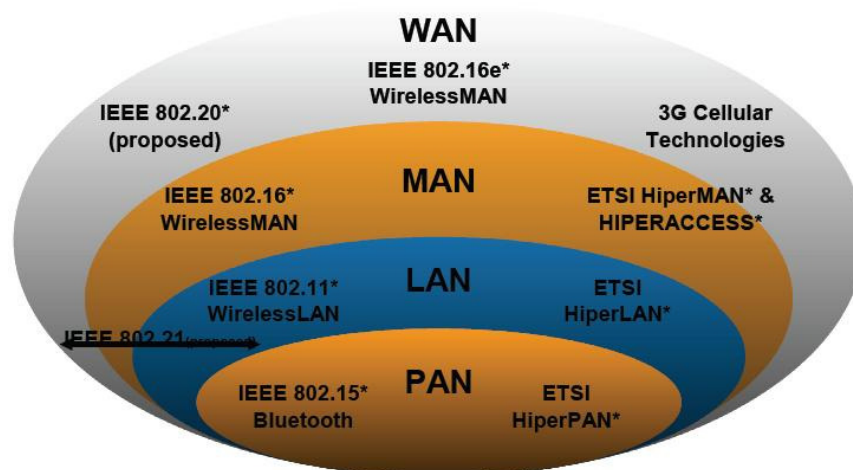 WAN
IEEE 802.16e*
WirelessMAN
IEEE 802.20*
(proposed)
3G Cellular
Technologies
MAN
IEEE 802.16*
WirelessMAN
ETSI HiperMAN* &
HIPERACCESS*
LAN
IEEE 802.11*
WirelessLAN
ETSI
HiperLAN*
IEEE 802.21 (proposed)
PAN
IEEE 802.15*
Bluetooth
ETSI
HiperPAN*